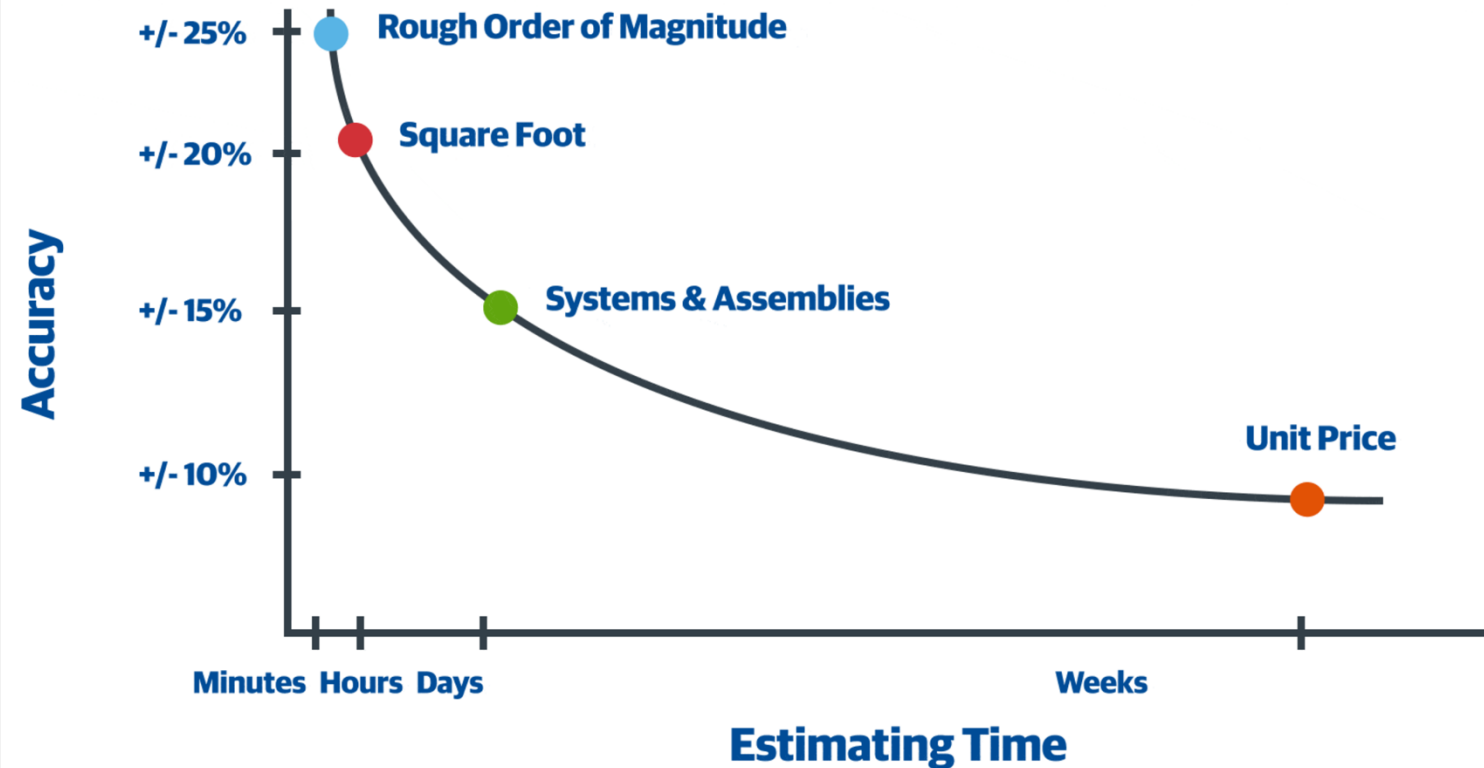 +/- 25%
Rough Order of Magnitude
Square Foot
+/- 20%
Systems & Assemblies
+/- 15%
Accuracy
Unit Price
+/- 10%
Minutes Hours Days Weeks
Estimating Time